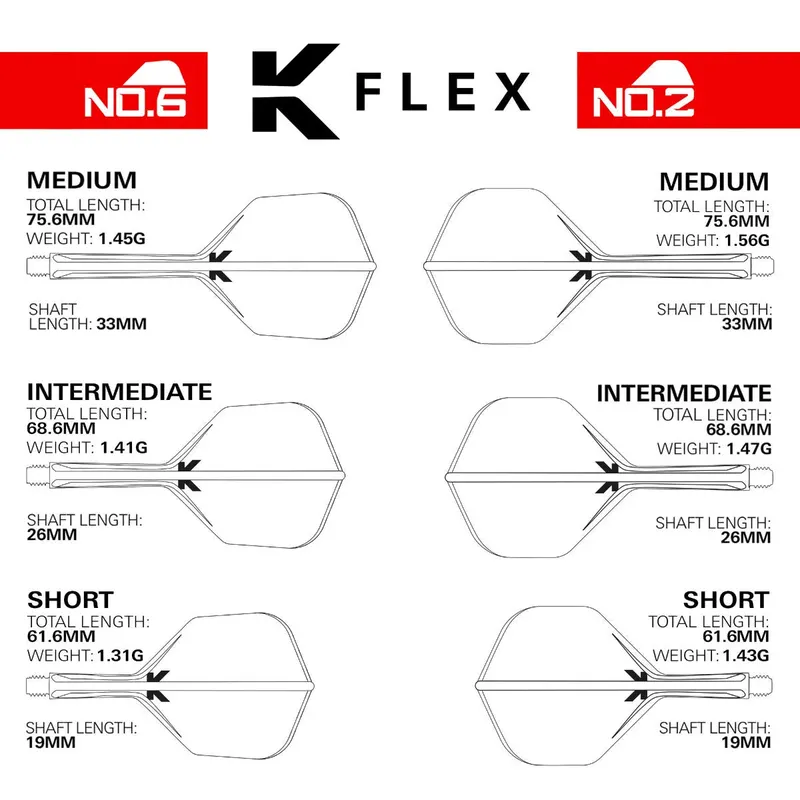 NO.6
K FLEX
NO.2
MEDIUM
TOTAL LENGTH:
75.6MM
WEIGHT: 1.45G
SHAFT
LENGTH: 33MM
MEDIUM
TOTAL LENGTH:
75.6MM
WEIGHT: 1.56G
SHAFT LENGTH:
33MM
INTERMEDIATE
TOTAL LENGTH:
68.6MM
WEIGHT: 1.41G
K
SHAFT LENGTH:
26MM
INTERMEDIATE
TOTAL LENGTH:
68.6MM
WEIGHT: 1.47G
K
SHAFT LENGTH:
26MM
SHORT
TOTAL LENGTH:
61.6MM
WEIGHT: 1.31G
K
SHAFT LENGTH:
19MM
SHORT
TOTAL LENGTH:
61.6MM
WEIGHT: 1.43G
K
SHAFT LENGTH:
19MM